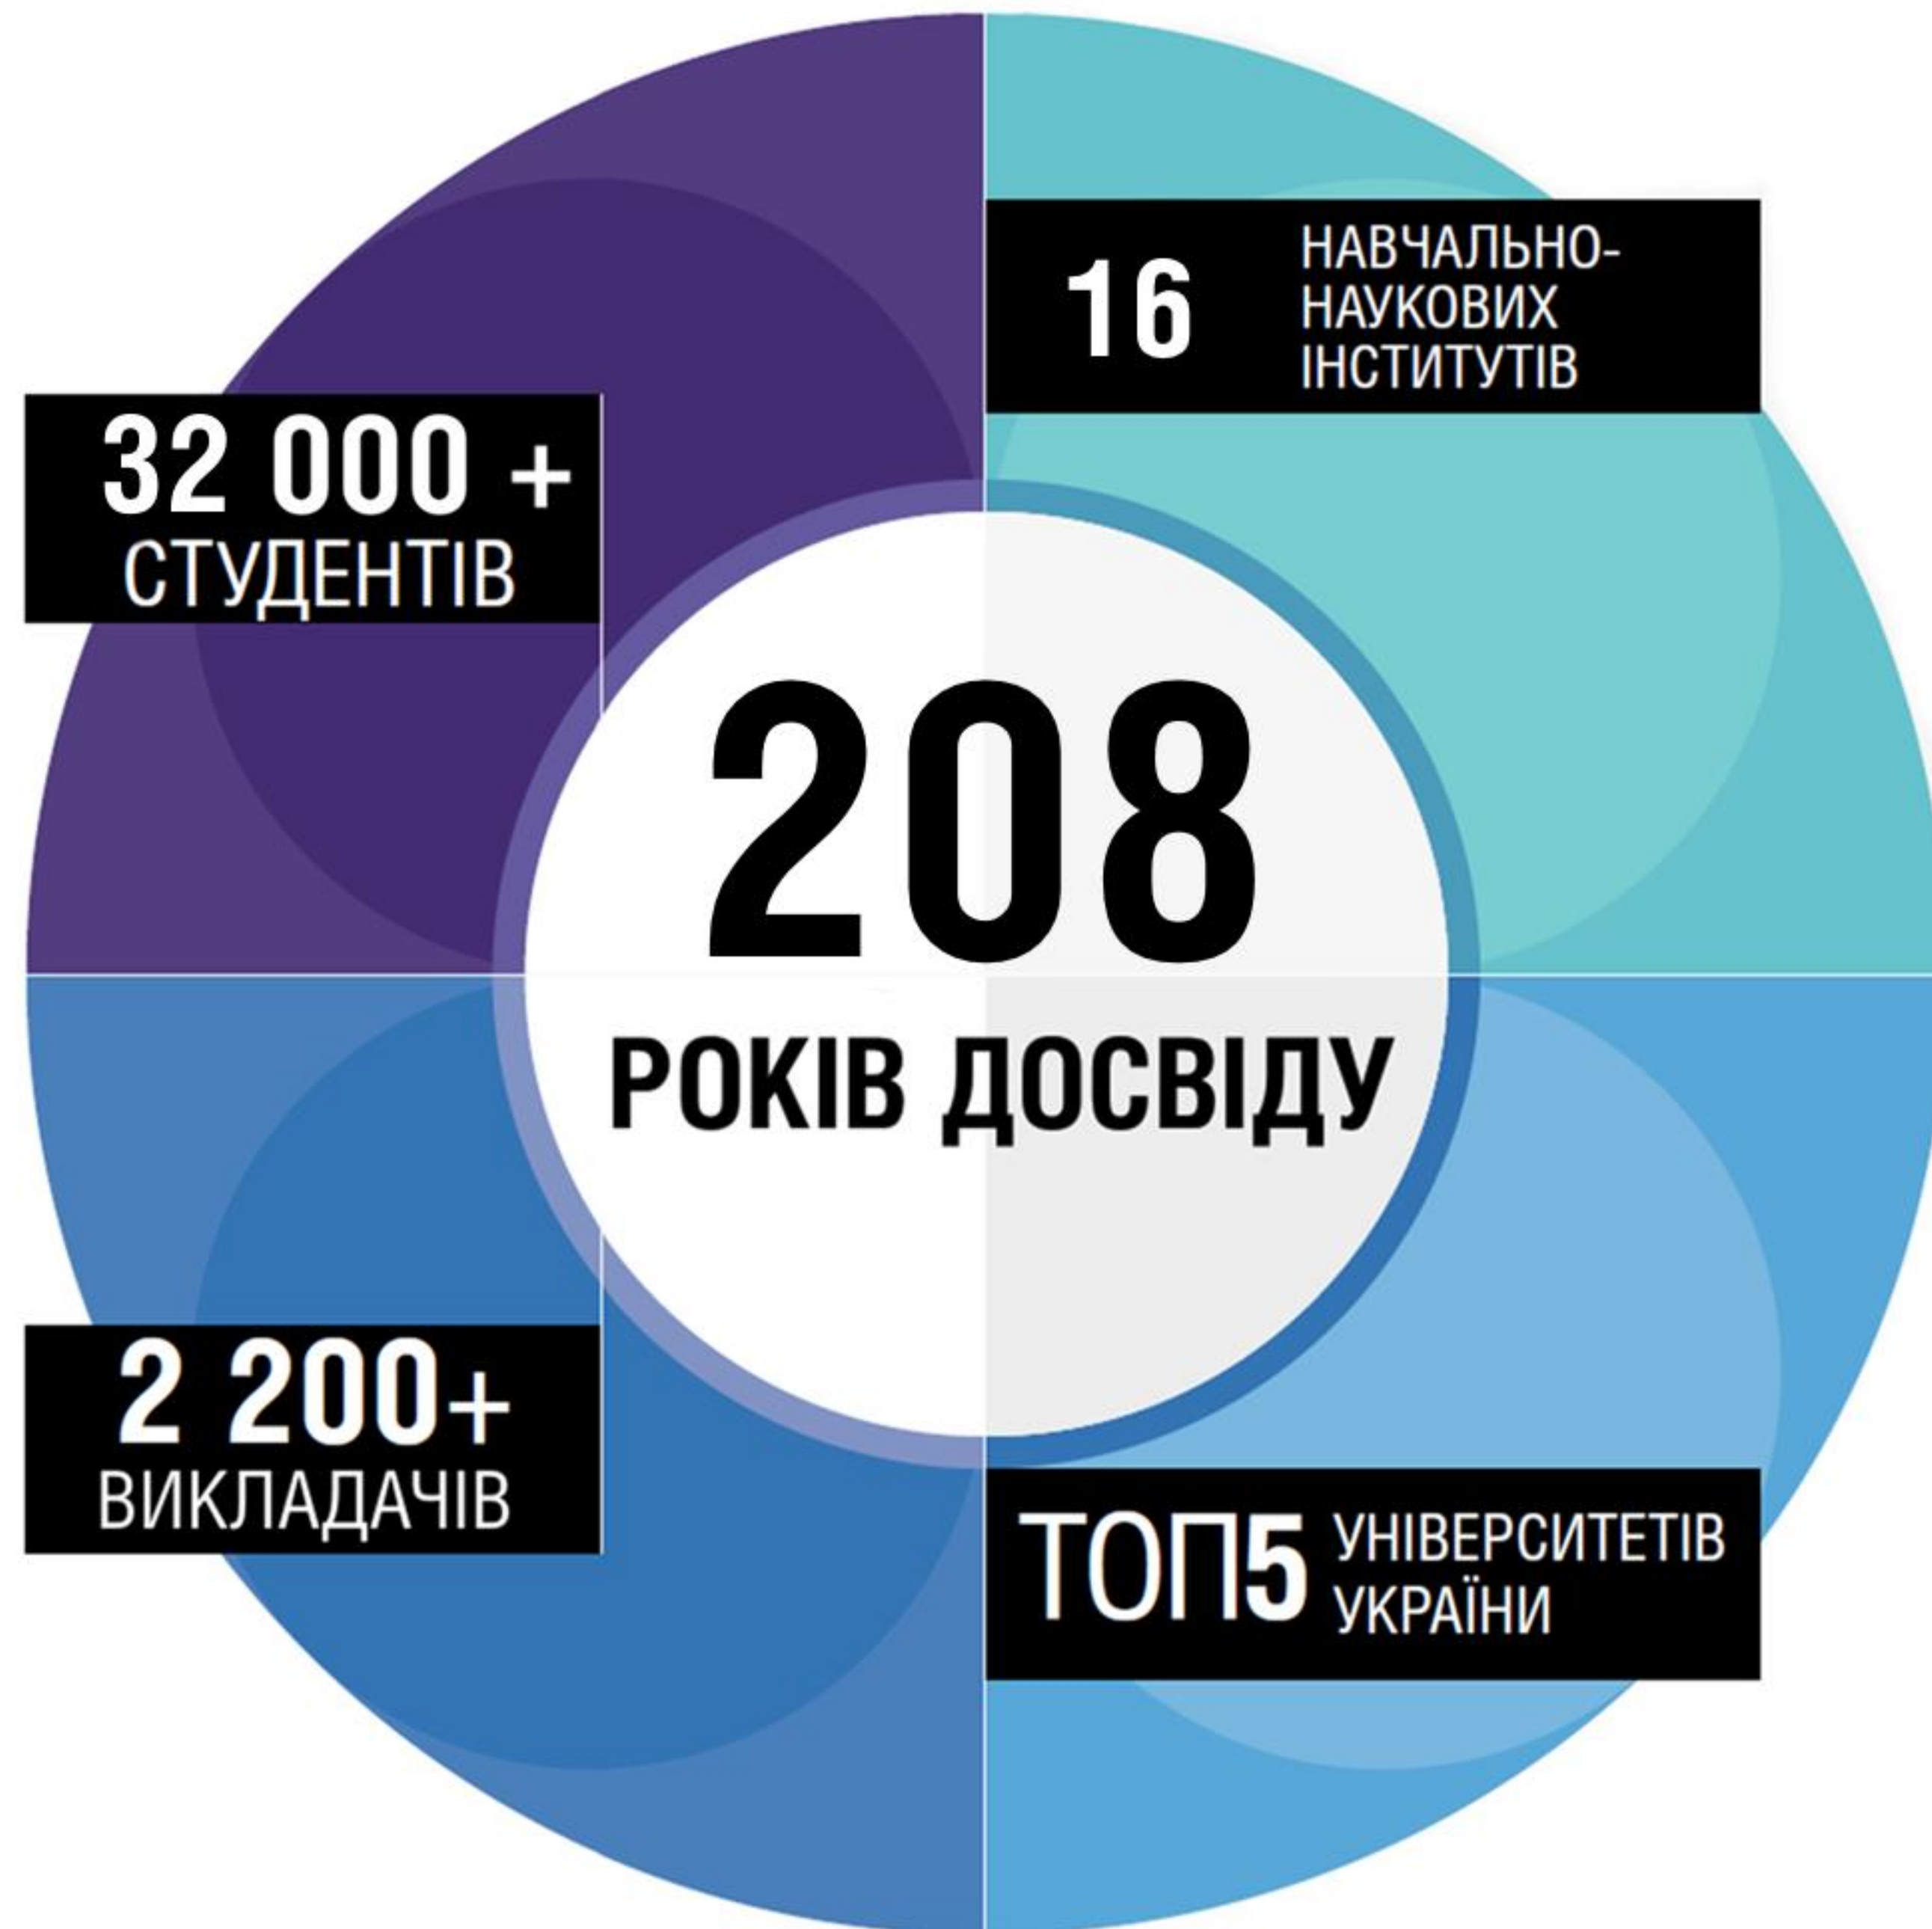 16
НАВЧАЛЬНО-
НАУКОВИХ
ІНСТИТУТІВ
32 000 +
СТУДЕНТІВ
208
РОКІВ ДОСВІДУ
2 200+
ВИКЛАДАЧІВ
ТОП5
УНІВЕРСИТЕТІВ
УКРАЇНИ